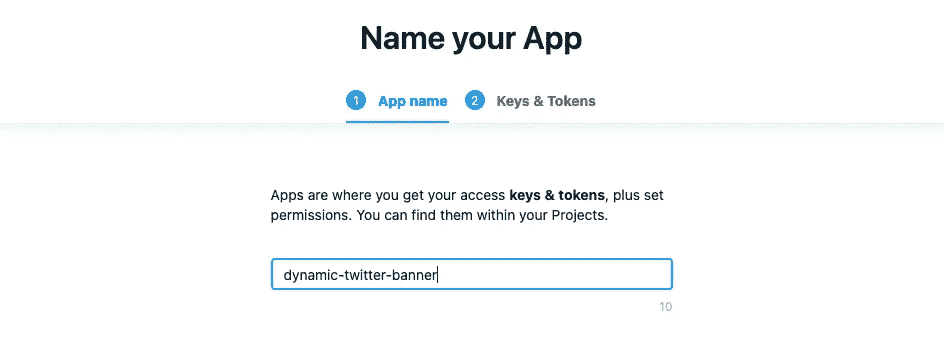 Name your App
1 App name 2 Keys & Tokens
Apps are where you get your access keys & tokens, plus set
permissions. You can find them within your Projects.
dynamic-twitter-banner
10